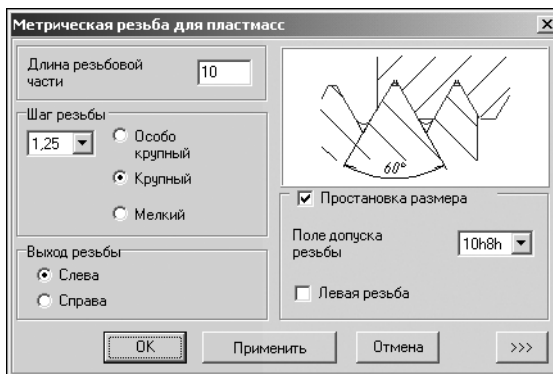 Метрическая резьба для пластмасс
Длина резьбовой
части
10
Шаг резьбы
1,25
Особо
крупный
Крупный
Мелкий
Выход резьбы
Слева
Справа
60°
Простановка размера
Поле допуска
резьбы
10h8h
Левая резьба
OK
Применить
Отмена
>>>